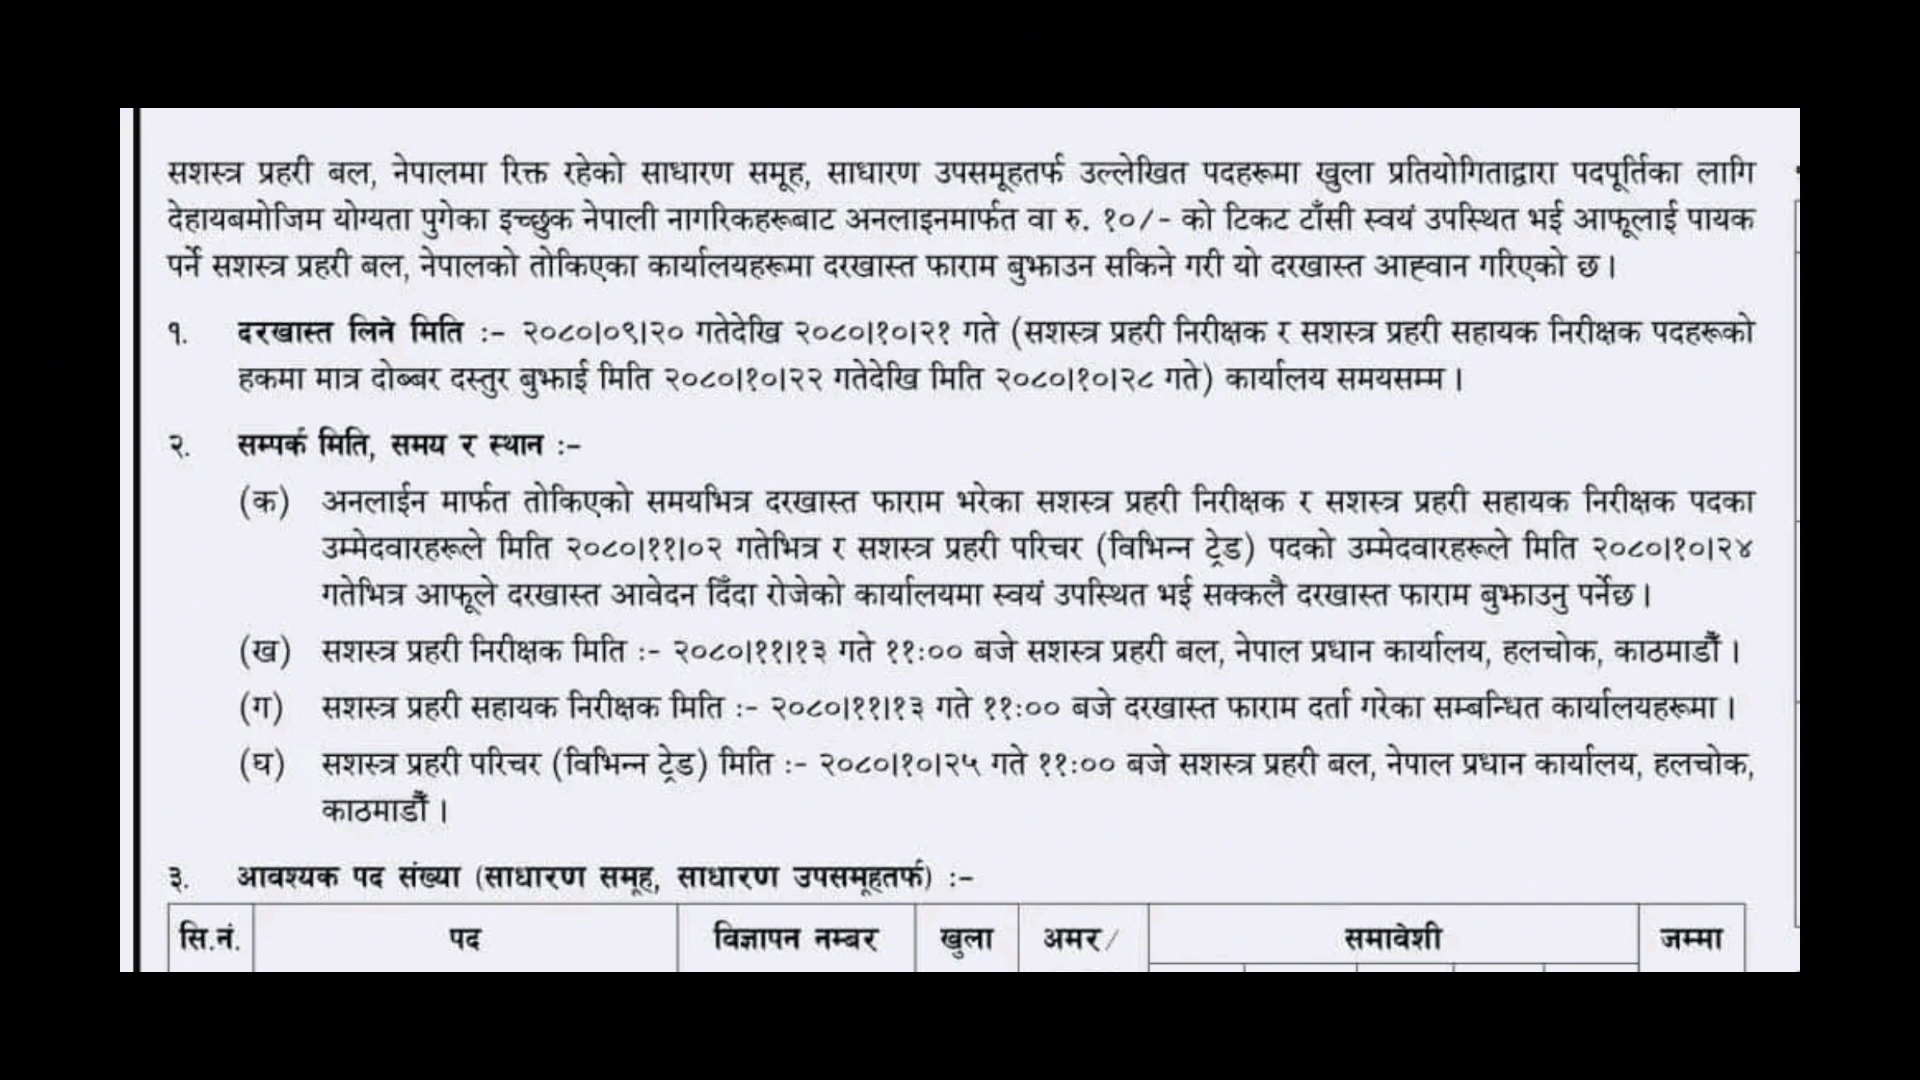 सशस्त्र प्रहरी बल, नेपालमा रिक्त रहेको साधारण समूह, साधारण उपसमूहतर्फ उल्लेखित पदहरूमा खुला प्रतियोगिताद्वारा पदपूर्तिका लागि
देहायबमोजिम योग्यता पुगेका इच्छुक नेपाली नागरिकहरूबाट अनलाइनमार्फत वा रु. १०/- को टिकट टाँसी स्वयं उपस्थित भई आफूलाई पायक
पर्ने सशस्त्र प्रहरी बल, नेपालको तोकिएका कार्यालयहरूमा दरखास्त फाराम बुझाउन सकिने गरी यो दरखास्त आह्वान गरिएको छ।
१. दरखास्त लिने मिति :- २०८०।०९।२० गतेदेखि २०८०।१०।२१ गते (सशस्त्र प्रहरी निरीक्षक र सशस्त्र प्रहरी सहायक निरीक्षक पदहरूको
हकमा मात्र दोब्बर दस्तुर बुझाई मिति २०८०।१०।२२ गतेदेखि मिति २०८०।१०।२८ गते) कार्यालय समयसम्म।
२. सम्पर्क मिति, समय र स्थान :-
(क) अनलाईन मार्फत तोकिएको समयभित्र दरखास्त फाराम भरेका सशस्त्र प्रहरी निरीक्षक र सशस्त्र प्रहरी सहायक निरीक्षक पदका
उम्मेदवारहरूले मिति २०८०।११।०२ गतेभित्र र सशस्त्र प्रहरी परिचर (विभिन्न ट्रेड) पदको उम्मेदवारहरूले मिति २०८०।१०।२४
गतेभित्र आफूले दरखास्त आवेदन दिँदा रोजेको कार्यालयमा स्वयं उपस्थित भई सक्कलै दरखास्त फाराम बुझाउनु पर्नेछ।
(ख) सशस्त्र प्रहरी निरीक्षक मिति :- २०८०।११।१३ गते ११:०० बजे सशस्त्र प्रहरी बल, नेपाल प्रधान कार्यालय, हलचोक, काठमाडौँ।
(ग) सशस्त्र प्रहरी सहायक निरीक्षक मिति :- २०८०।११।१३ गते ११:०० बजे दरखास्त फाराम दर्ता गरेका सम्बन्धित कार्यालयहरूमा।
(घ) सशस्त्र प्रहरी परिचर (विभिन्न ट्रेड) मिति :- २०८०।१०।२५ गते ११:०० बजे सशस्त्र प्रहरी बल, नेपाल प्रधान कार्यालय, हलचोक,
काठमाडौँ।
३. आवश्यक पद संख्या (साधारण समूह, साधारण उपसमूहतर्फ) :-
सि.नं. पद विज्ञापन नम्बर खुला अमर/ समावेशी जम्मा